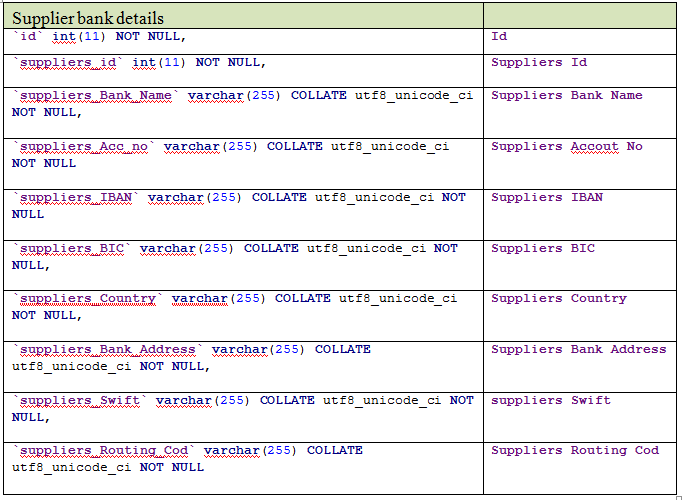 Supplier bank details
`id` int(11) NOT NULL,
Id
`suppliers_id` int(11) NOT NULL,
Suppliers Id
`suppliers_Bank_Name` varchar(255) COLLATE utf8_unicode_ci
NOT NULL,
Suppliers Bank Name
`suppliers_Acc_no` varchar(255) COLLATE utf8_unicode_ci
NOT NULL
Suppliers Accout No
`suppliers_IBAN` varchar(255) COLLATE utf8_unicode_ci NOT
NULL
Suppliers IBAN
`suppliers_BIC` varchar(255) COLLATE utf8_unicode_ci NOT
NULL,
Suppliers BIC
`suppliers_Country` varchar(255) COLLATE utf8_unicode_ci
NOT NULL,
Suppliers Country
`suppliers_Bank_Address` varchar(255) COLLATE
utf8_unicode_ci NOT NULL,
Suppliers Bank Address
`suppliers_Swift` varchar(255) COLLATE utf8_unicode_ci NOT
NULL,
suppliers Swift
`suppliers_Routing_Cod` varchar(255) COLLATE
utf8_unicode_ci NOT NULL
Suppliers Routing Cod